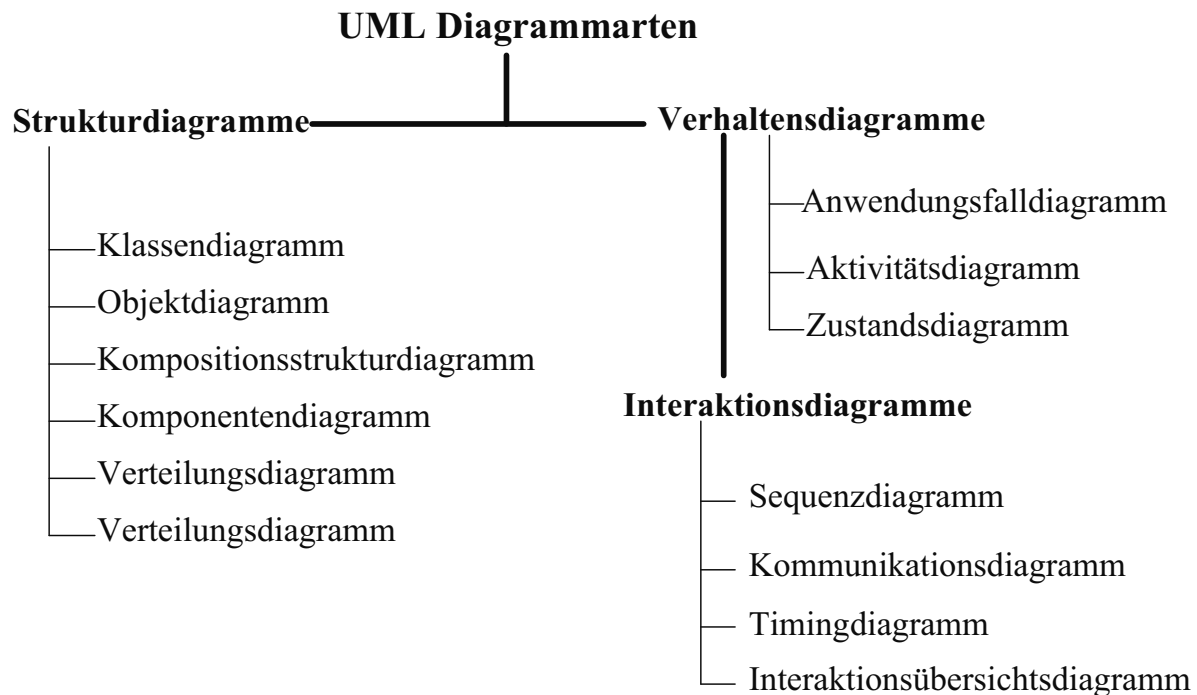 UML Diagrammarten
Strukturdiagramme
Klassendiagramm
Objektdiagramm
Kompositionsstrukturdiagramm
Komponentendiagramm
Verteilungsdiagramm
Verteilungsdiagramm
Verhaltensdiagramme
Anwendungsfalldiagramm
Aktivitätsdiagramm
Zustandsdiagramm
Interaktionsdiagramme
Sequenzdiagramm
Kommunikationsdiagramm
Timingdiagramm
Interaktionsübersichtsdiagramm